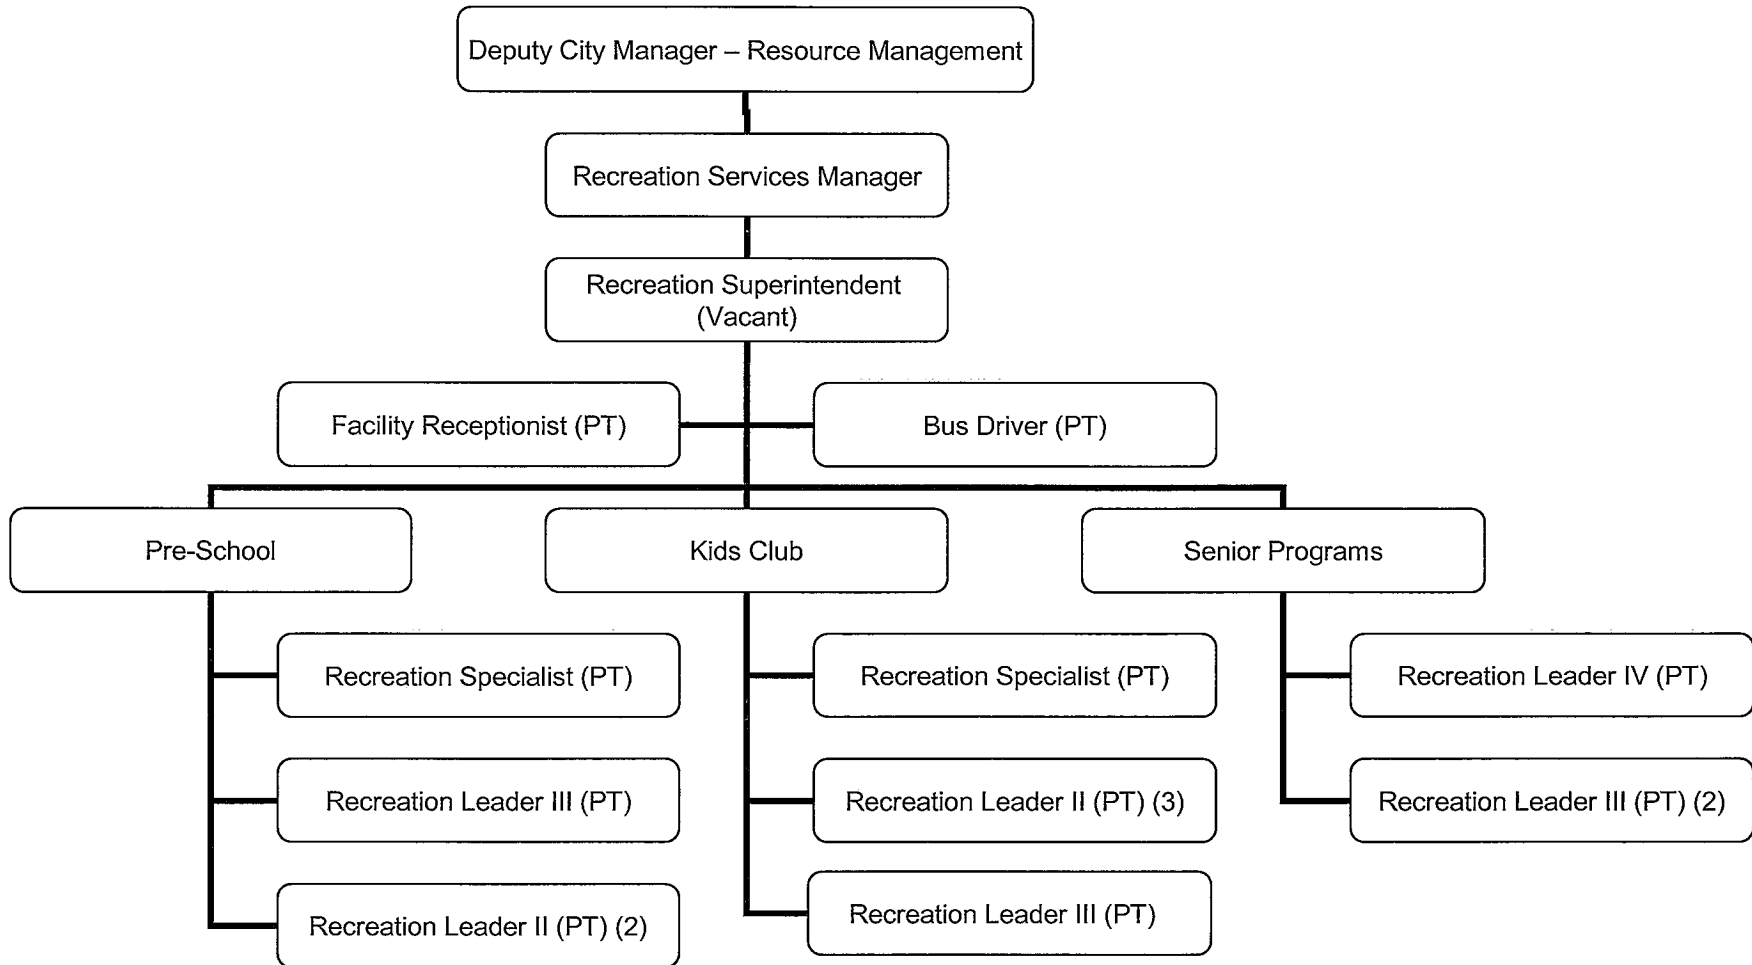 Deputy City Manager – Resource Management
Recreation Services Manager
Recreation Superintendent
(Vacant)
Facility Receptionist (PT)
Bus Driver (PT)
Pre-School
Kids Club
Senior Programs
Recreation Specialist (PT)
Recreation Specialist (PT)
Recreation Leader IV (PT)
Recreation Leader III (PT)
Recreation Leader II (PT) (3)
Recreation Leader III (PT) (2)
Recreation Leader II (PT) (2)
Recreation Leader III (PT)